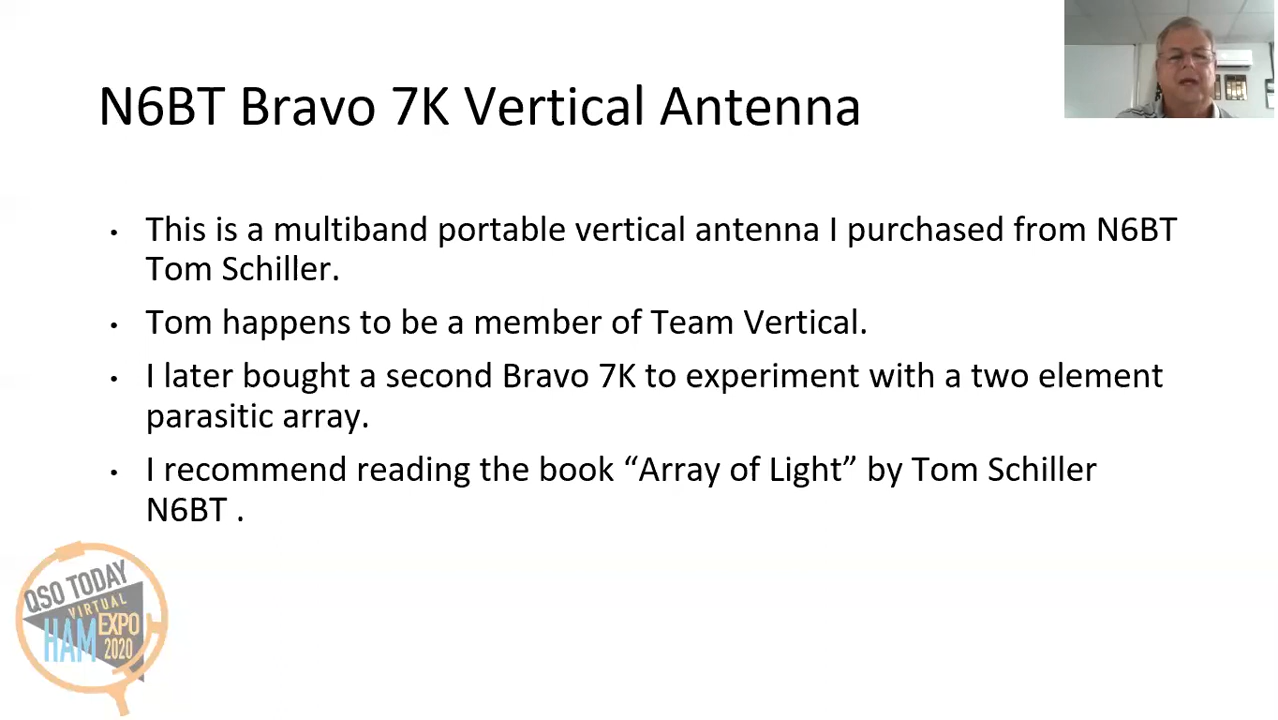 N6BT Bravo 7K Vertical Antenna
• This is a multiband portable vertical antenna I purchased from N6BT
Tom Schiller.
• Tom happens to be a member of Team Vertical.
• I later bought a second Bravo 7K to experiment with a two element
parasitic array.
• I recommend reading the book “Array of Light” by Tom Schiller
N6BT .
QSO TODAY
VIRTUAL
HAM EXPO
2020